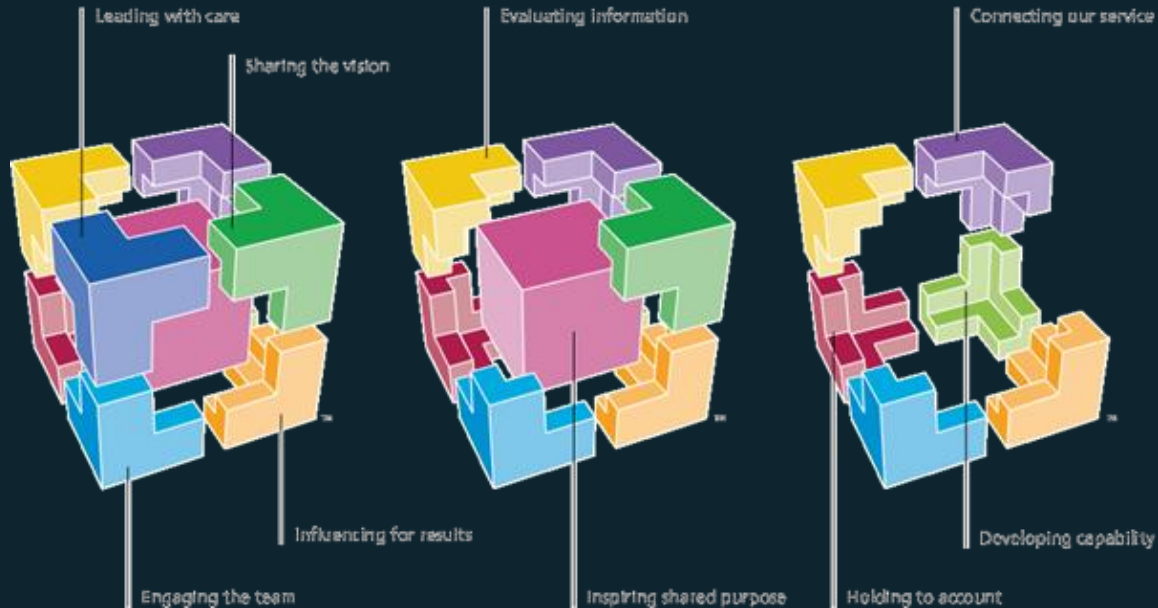 Leading with care
Evaluating information
Connecting our service
Sharing the vision
Influencing for results
Developing capability
Engaging the team
Inspiring shared purpose
Holding to account